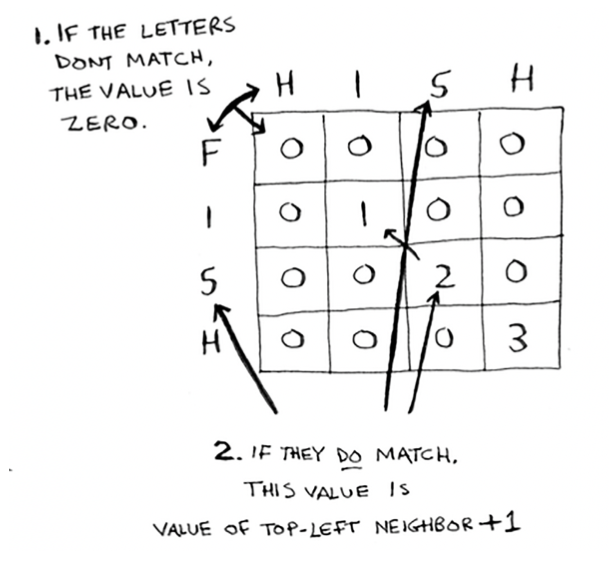 1. IF THE LETTERS
DONT MATCH,
THE VALUE IS
ZERO.
H I S H
F 0 0 0 0
I 0 1 0 0
S 0 0 2 0
H 0 0 0 3
2. IF THEY DO MATCH,
THIS VALUE IS
VALUE OF TOP-LEFT NEIGHBOR +1